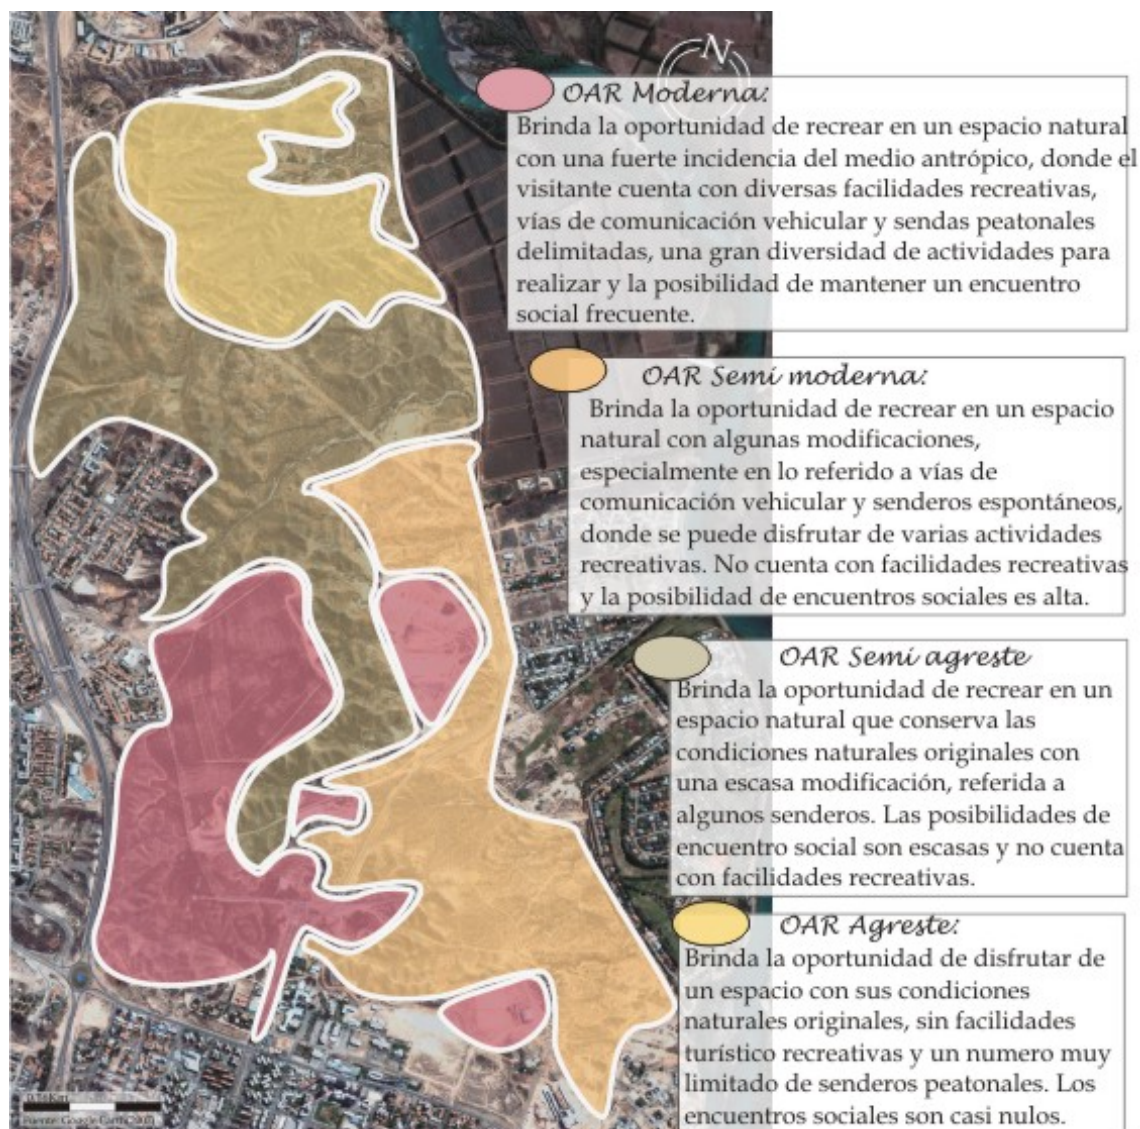 N
OAR Moderna:
Brinda la oportunidad de recrear en un espacio natural
con una fuerte incidencia del medio antrópico, donde el
visitante cuenta con diversas facilidades recreativas,
vías de comunicación vehicular y sendas peatonales
delimitadas, una gran diversidad de actividades para
realizar y la posibilidad de mantener un encuentro
social frecuente.
OAR Semi moderna:
Brinda la oportunidad de recrear en un espacio
natural con algunas modificaciones,
especialmente en lo referido a vías de
comunicación vehicular y senderos espontáneos,
donde se puede disfrutar de varias actividades
recreativas. No cuenta con facilidades recreativas
y la posibilidad de encuentros sociales es alta.
OAR Semi agreste
Brinda la oportunidad de recrear en un
espacio natural que conserva las
condiciones naturales originales con
una escasa modificación, referida a
algunos senderos. Las posibilidades de
encuentro social son escasas y no cuenta
con facilidades recreativas.
OAR Agreste:
Brinda la oportunidad de disfrutar de
un espacio con sus condiciones
naturales originales, sin facilidades
turístico recreativas y un numero muy
limitado de senderos peatonales. Los
encuentros sociales son casi nulos.
Fuente: Google Earth